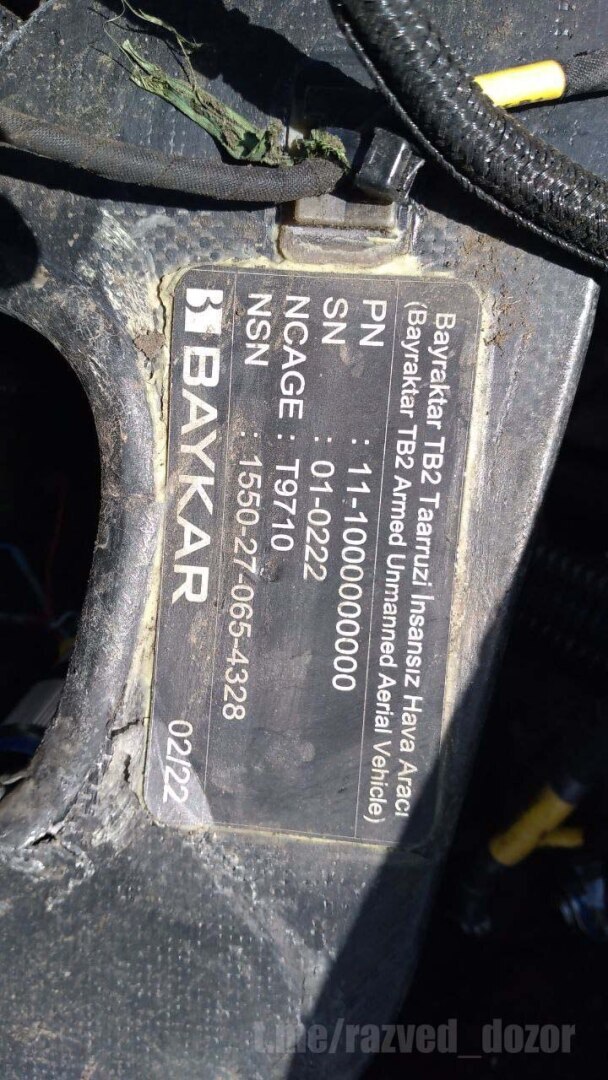 Bayraktar TB2 Taarruzi İnsansız Hava Aracı
(Bayraktar TB2 Armed Unmanned Aerial Vehicle)
PN : 11-1000000000
SN : 01-0222
NCAGE : T9710
NSN : 1550-27-065-4328
BAYKAR 02/22
t.me/razved_dozor